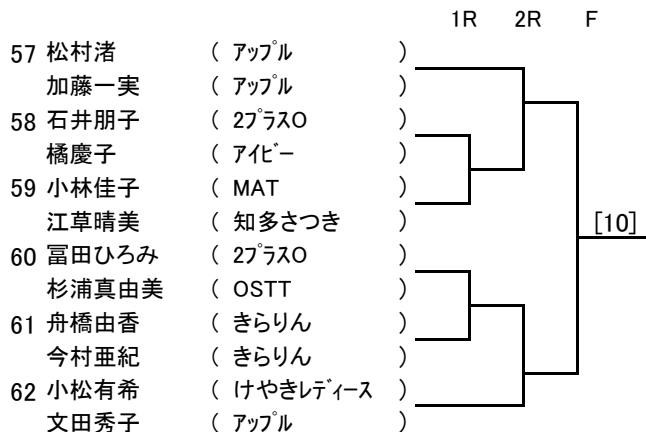 1R 2R F
57 松村渚 ( アップル )
加藤一実 ( アップル )
58 石井朋子 ( 2プラスO )
橘慶子 ( アイビー )
59 小林佳子 ( MAT )
江草晴美 ( 知多さつき )
[10]
60 冨田ひろみ ( 2プラスO )
杉浦真由美 ( OSTT )
61 舟橋由香 ( きらりん )
今村亜紀 ( きらりん )
62 小松有希 ( けやきレディース )
文田秀子 ( アップル )